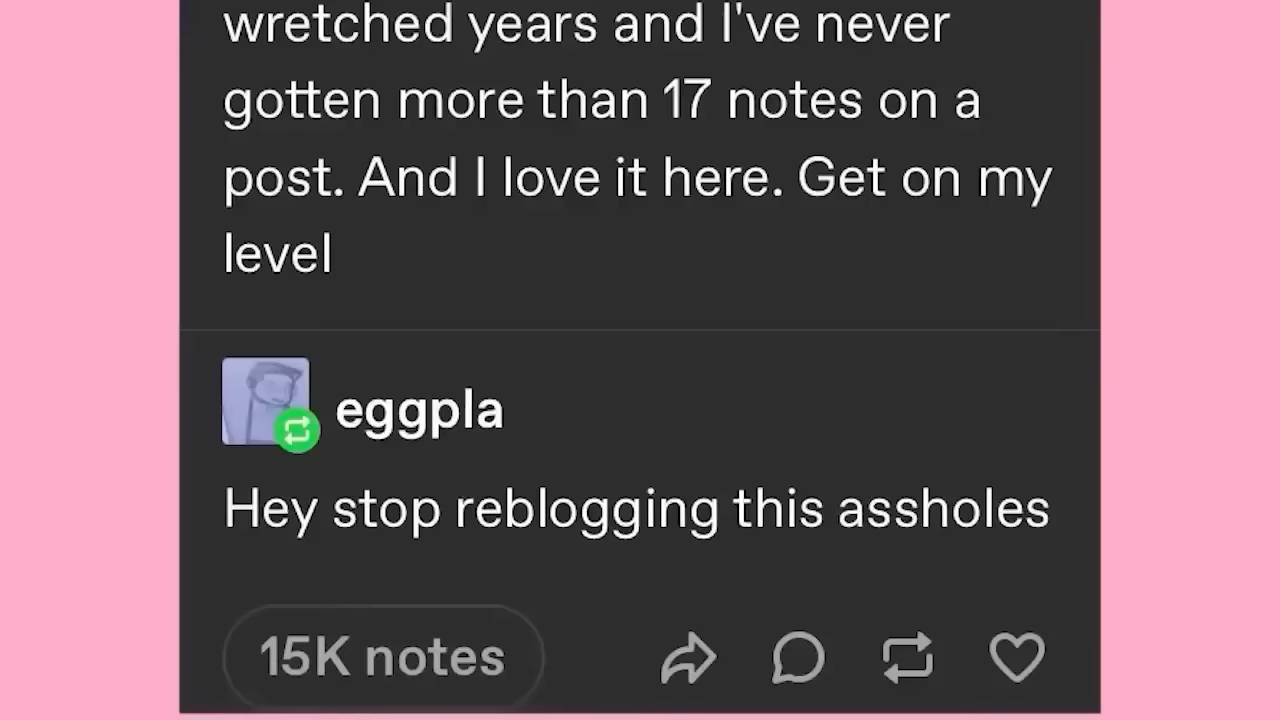 wretched years and I've never
gotten more than 17 notes on a
post. And I love it here. Get on my
level
eggpla
Hey stop reblogging this assholes
15K notes